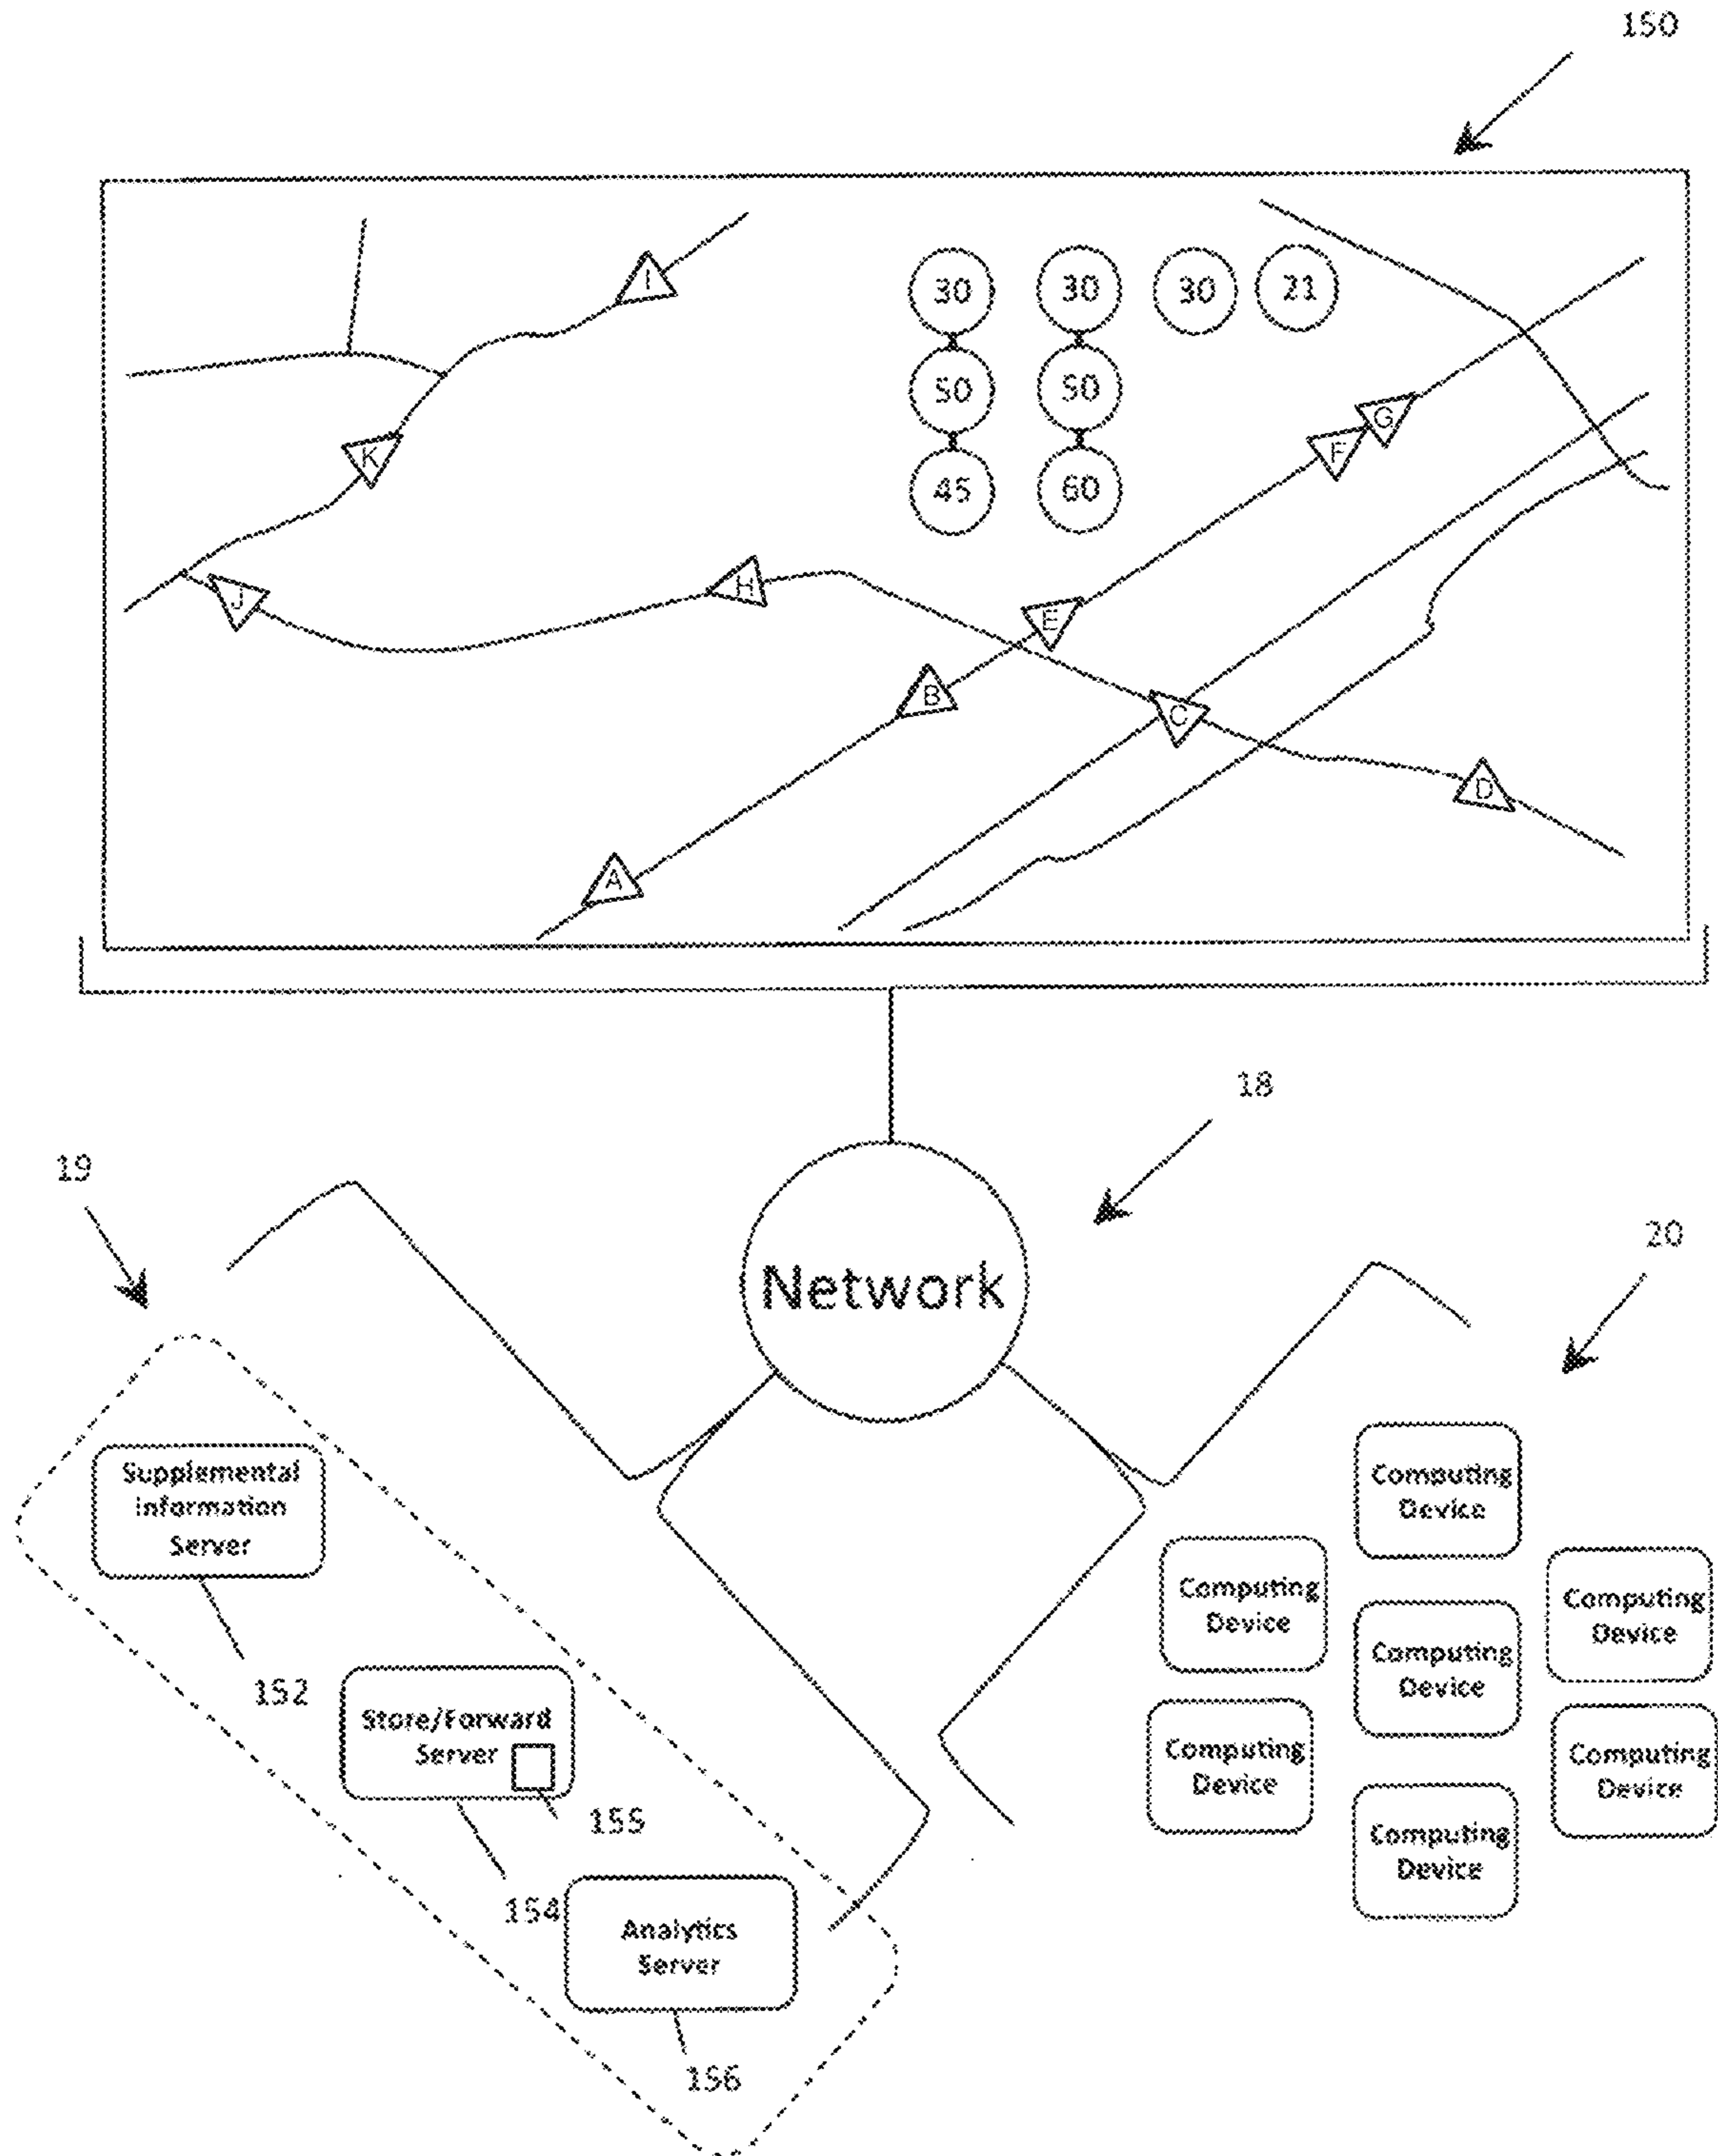 150
I
30 30 30 21
50 50
G
F
K
45 60
H
J
E
B
C
D
A
18
19
Network
20
Supplemental
Information
Server
Computing
Device
Computing
Device
Computing
Device
Computing
Device
152
Store/Forward
Server
Computing
Device
Computing
Device
155
Computing
Device
154
Analytics
Server
156